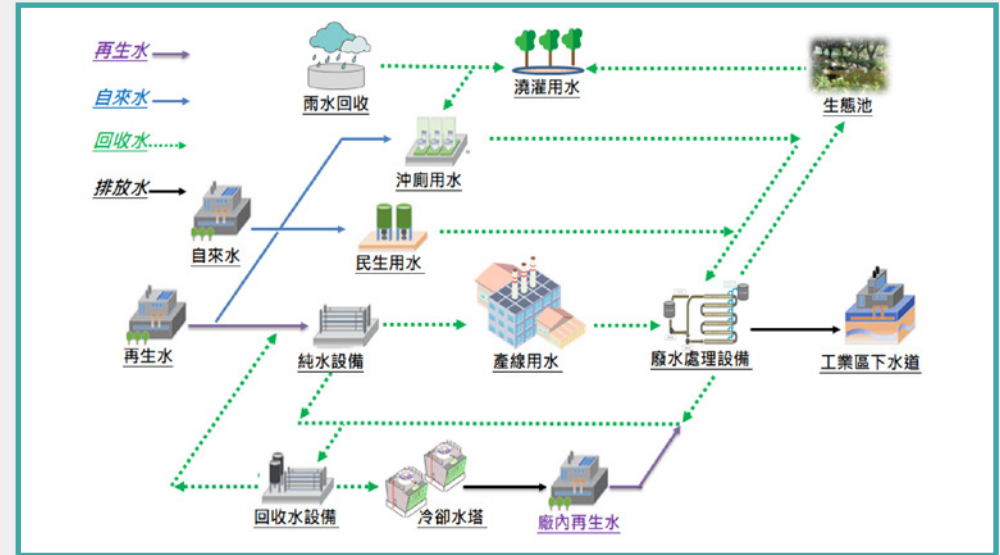 再生水
自來水
回收水
排放水
雨水回收
澆灌用水
生態池
沖廁用水
自來水
民生用水
再生水
純水設備
產線用水
廢水處理設備
工業區下水道
回收水設備
冷卻水塔
廠內再生水